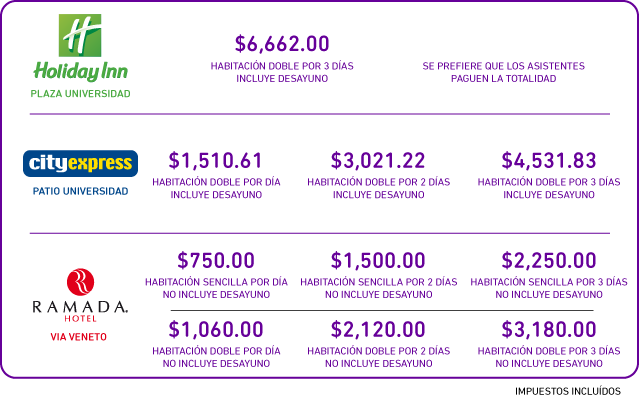 Holiday Inn
PLAZA UNIVERSIDAD
$6,662.00
HABITACIÓN DOBLE POR 3 DÍAS
INCLUYE DESAYUNO
SE PREFIERE QUE LOS ASISTENTES
PAGUEN LA TOTALIDAD
cityexpress
PATIO UNIVERSIDAD
$1,510.61
HABITACIÓN DOBLE POR DÍA
INCLUYE DESAYUNO
$3,021.22
HABITACIÓN DOBLE POR 2 DÍAS
INCLUYE DESAYUNO
$4,531.83
HABITACIÓN DOBLE POR 3 DÍAS
INCLUYE DESAYUNO
R
RAMADA.
HOTEL
VIA VENETO
$750.00
HABITACIÓN SENCILLA POR DÍA
NO INCLUYE DESAYUNO
$1,500.00
HABITACIÓN SENCILLA POR 2 DÍAS
NO INCLUYE DESAYUNO
$2,250.00
HABITACIÓN SENCILLA POR 3 DÍAS
NO INCLUYE DESAYUNO
$1,060.00
HABITACIÓN DOBLE POR DÍA
NO INCLUYE DESAYUNO
$2,120.00
HABITACIÓN DOBLE POR 2 DÍAS
NO INCLUYE DESAYUNO
$3,180.00
HABITACIÓN DOBLE POR 3 DÍAS
NO INCLUYE DESAYUNO
IMPUESTOS INCLUÍDOS